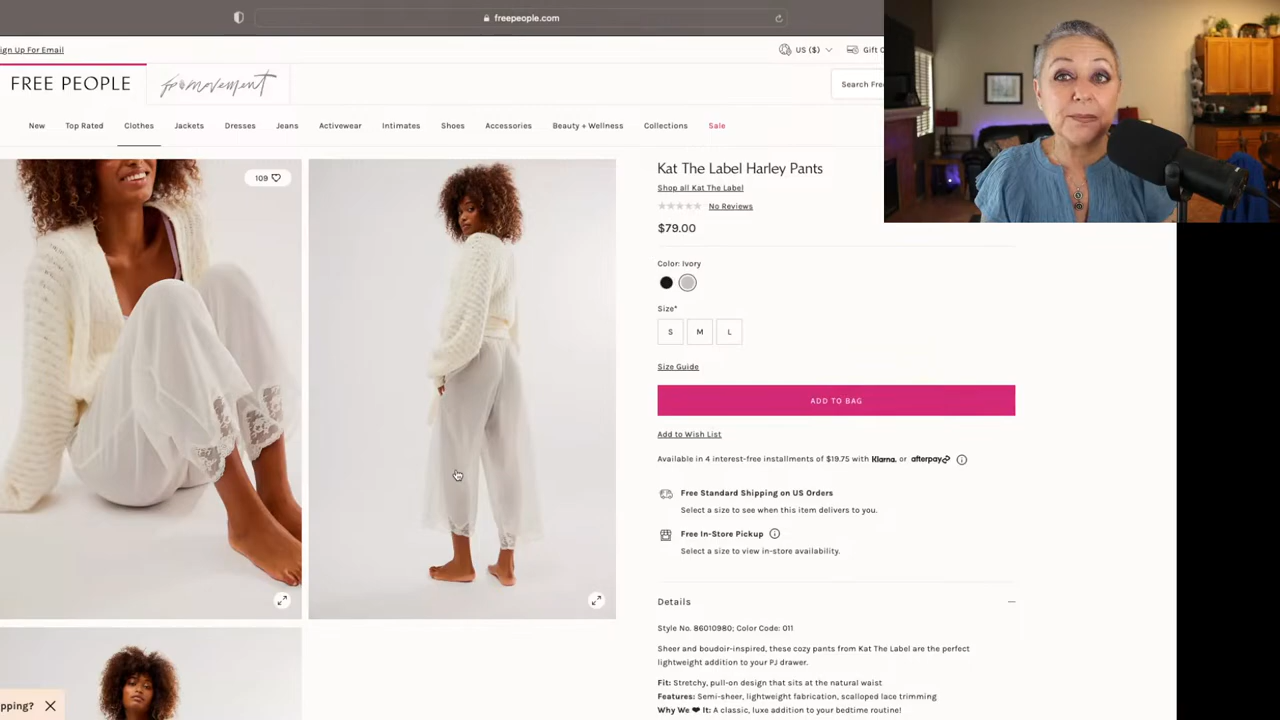 freepeople.com
gn Up For Email
US ($)
Gift C
FREE PEOPLE
fp movement
Search Free
New Top Rated Clothes Jackets Dresses Jeans Activewear Intimates Shoes Accessories Beauty + Wellness Collections Sale
109
Kat The Label Harley Pants
Shop all Kat The Label
No Reviews
$79.00
Color: Ivory
Size*
S M L
Size Guide
ADD TO BAG
Add to Wish List
Available in 4 interest-free installments of $19.75 with Klarna. or afterpay
Free Standard Shipping on US Orders
Select a size to see when this item delivers to you.
Free In-Store Pickup
Select a size to view in-store availability.
Details
Style No. 86010980; Color Code: 011
Sheer and boudoir-inspired, these cozy pants from Kat The Label are the perfect
lightweight addition to your PJ drawer.
Fit: Stretchy, pull-on design that sits at the natural waist
Features: Semi-sheer, lightweight fabrication, scalloped lace trimming
Why We ❤ It: A classic, luxe addition to your bedtime routine!
pping?